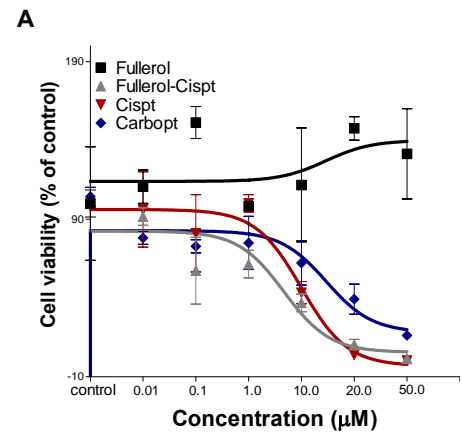 A
190
Fullerol
Fullerol-Cispt
Cispt
Carbopt
90
-10
Cell viability (% of control)
control 0.01 0.1 1.0 10.0 20.0 50.0
Concentration (μM)